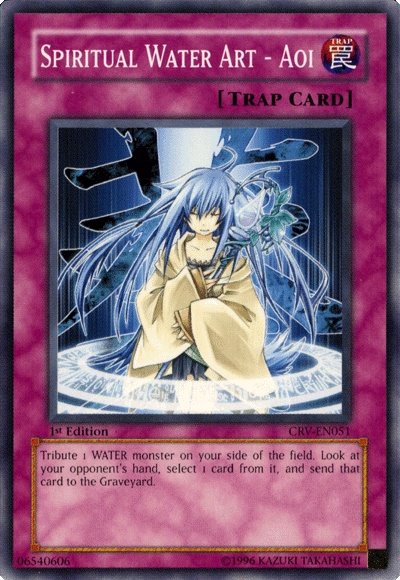 SPIRITUAL WATER ART - AOI
TRAP
罠
[TRAP CARD]
1st Edition
CRV-EN051
Tribute 1 WATER monster on your side of the field. Look at
your opponent's hand, select 1 card from it, and send that
card to the Graveyard.
06540606
©1996 KAZUKI TAKAHASHI